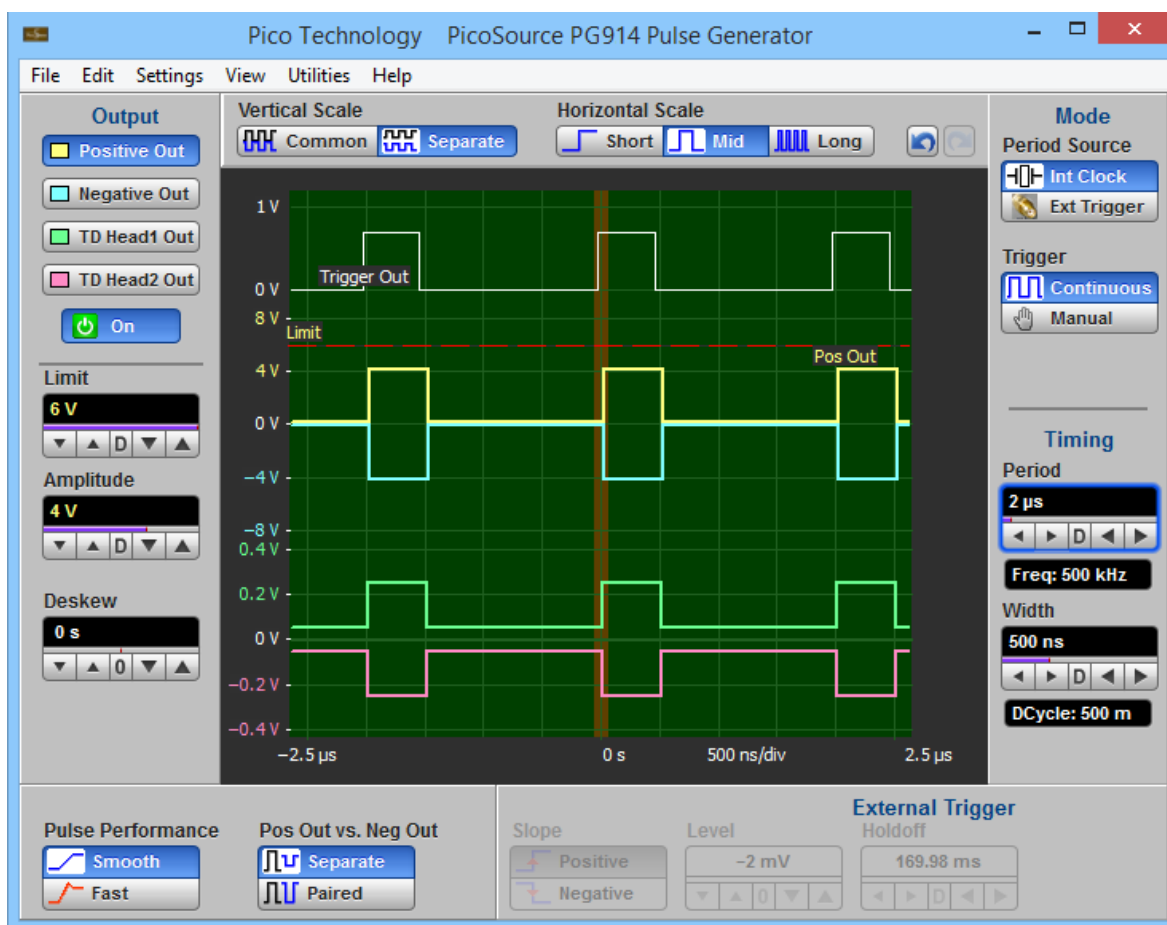 Pico Technology PicoSource PG914 Pulse Generator
File Edit Settings View Utilities Help
Output
Positive Out
Negative Out
TD Head1 Out
TD Head2 Out
On
Limit
6 V
D
Amplitude
4 V
D
Deskew
0 s
0
Vertical Scale
Common Separate
Horizontal Scale
Short Mid Long
1 V
0 V
Trigger Out
8 V
Limit
4 V
Pos Out
0 V
−4 V
−8 V
0.4 V
0.2 V
0 V
−0.2 V
−0.4 V
−2.5 µs 0 s 500 ns/div 2.5 µs
Mode
Period Source
Int Clock
Ext Trigger
Trigger
Continuous
Manual
Timing
Period
2 µs
D
Freq: 500 kHz
Width
500 ns
D
DCycle: 500 m
Pulse Performance
Smooth
Fast
Pos Out vs. Neg Out
Separate
Paired
External Trigger
Slope
Positive
Negative
Level
−2 mV
0
Holdoff
169.98 ms
D